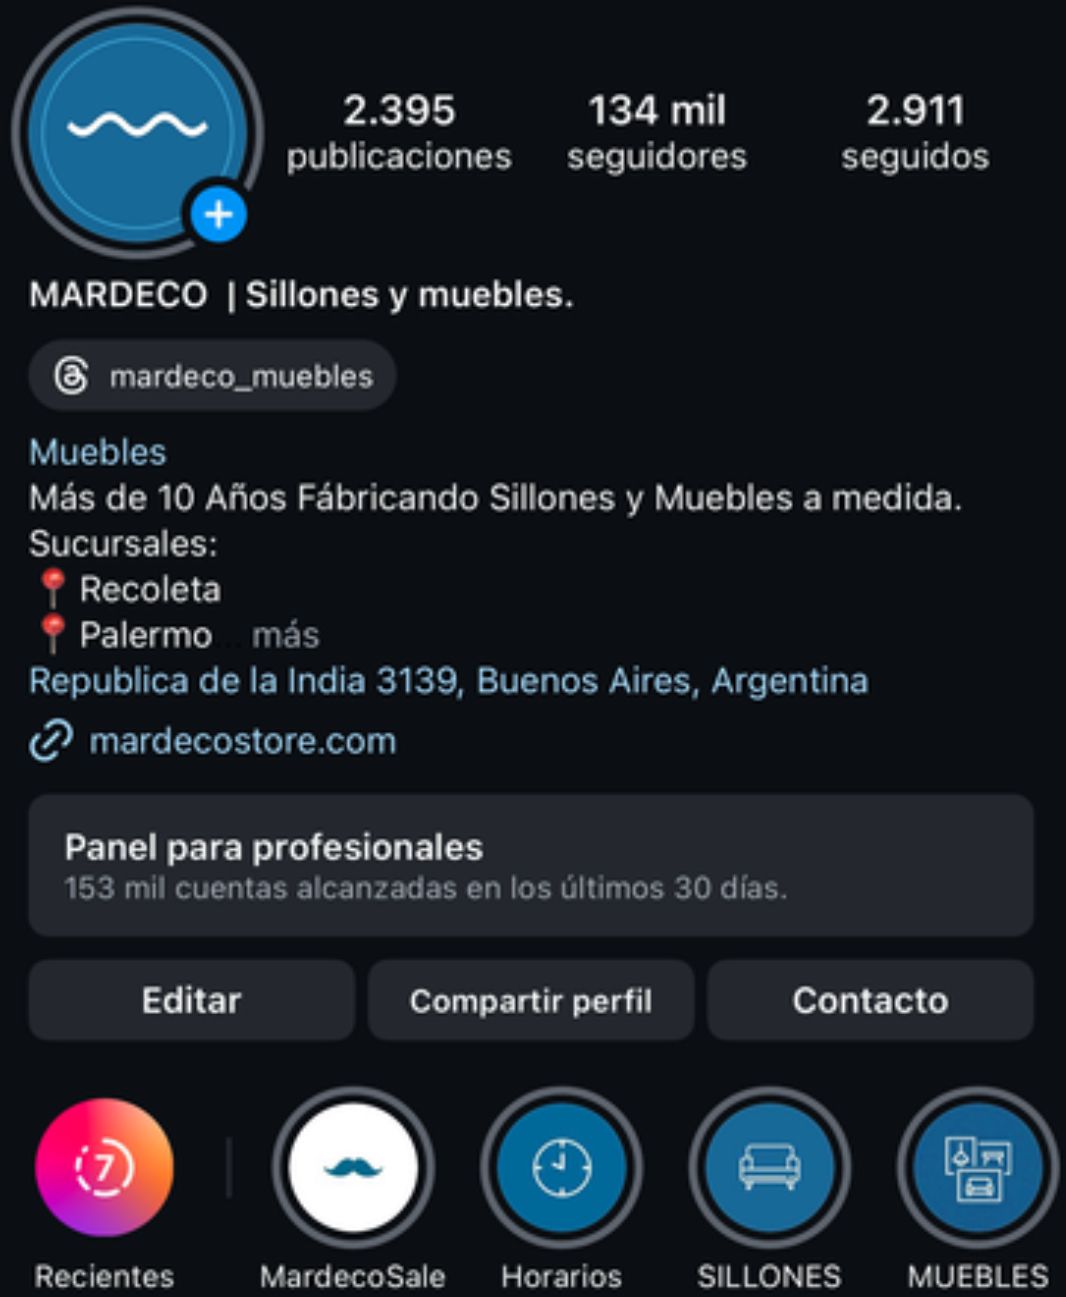 2.395 134 mil 2.911
publicaciones seguidores seguidos
MARDECO | Sillones y muebles.
mardeco_muebles
Muebles
Más de 10 Años Fábricando Sillones y Muebles a medida.
Sucursales:
📍 Recoleta
📍 Palermo ... más
Republica de la India 3139, Buenos Aires, Argentina
mardecostore.com
Panel para profesionales
153 mil cuentas alcanzadas en los últimos 30 días.
Editar Compartir perfil Contacto
7
Recientes MardecoSale Horarios SILLONES MUEBLES